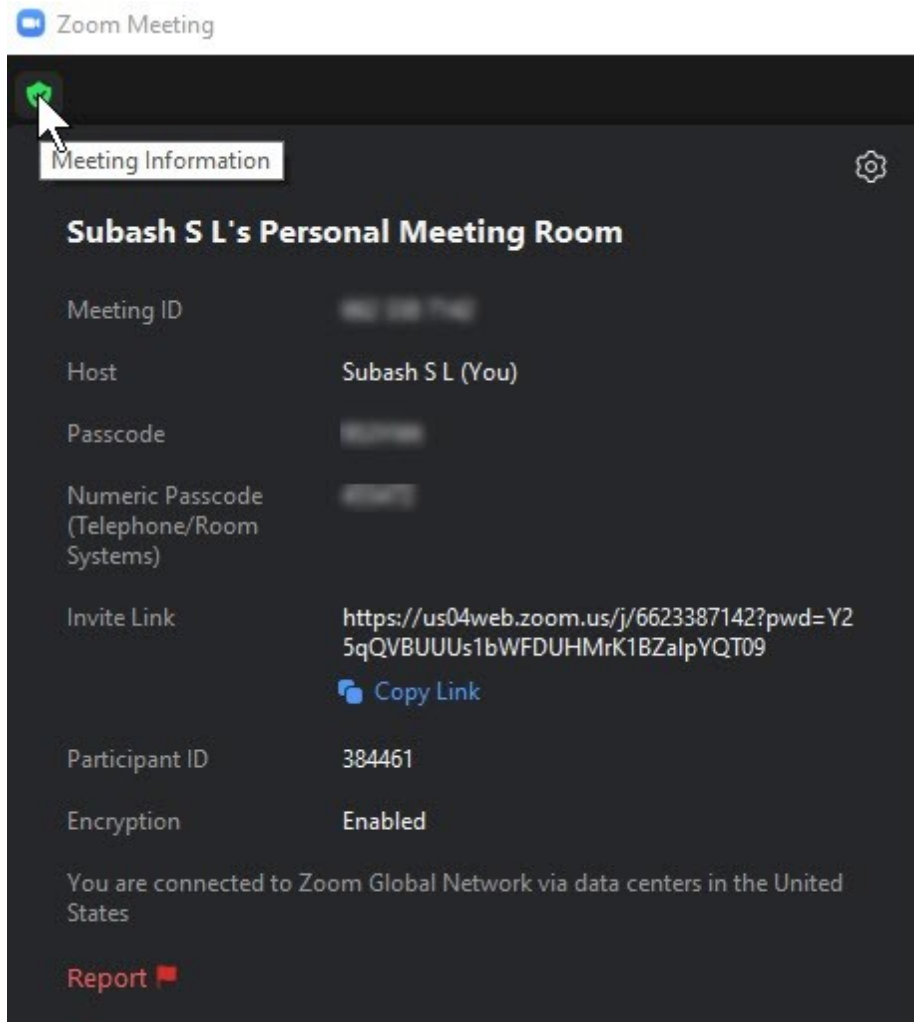 Zoom Meeting
Meeting Information
Subash S L's Personal Meeting Room
Meeting ID
Host Subash S L (You)
Passcode
Numeric Passcode
(Telephone/Room
Systems)
Invite Link https://us04web.zoom.us/j/6623387142?pwd=Y2
5qQVBUUUs1bWFDUHMrK1BZalpYQT09
Copy Link
Participant ID 384461
Encryption Enabled
You are connected to Zoom Global Network via data centers in the United
States
Report